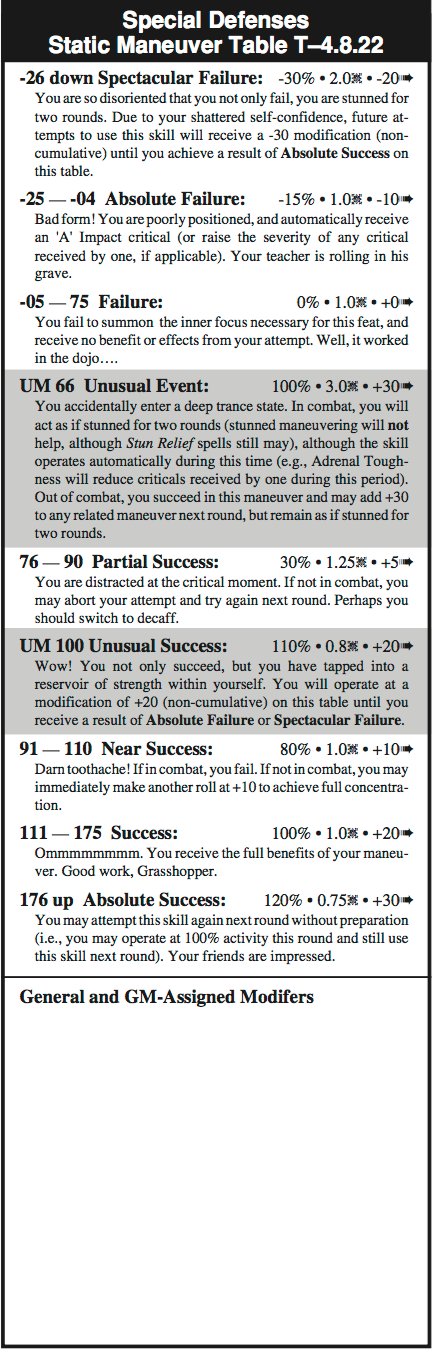 Special Defenses
Static Maneuver Table T–4.8.22
-26 down Spectacular Failure: -30% • 2.0⌘ • -20➠
You are so disoriented that you not only fail, you are stunned for
two rounds. Due to your shattered self-confidence, future at-
tempts to use this skill will receive a -30 modification (non-
cumulative) until you achieve a result of Absolute Success on
this table.
-25 — -04 Absolute Failure: -15% • 1.0⌘ • -10➠
Bad form! You are poorly positioned, and automatically receive
an 'A' Impact critical (or raise the severity of any critical
received by one, if applicable). Your teacher is rolling in his
grave.
-05 — 75 Failure: 0% • 1.0⌘ • +0➠
You fail to summon the inner focus necessary for this feat, and
receive no benefit or effects from your attempt. Well, it worked
in the dojo….
UM 66 Unusual Event: 100% • 3.0⌘ • +30➠
You accidentally enter a deep trance state. In combat, you will
act as if stunned for two rounds (stunned maneuvering will not
help, although Stun Relief spells still may), although the skill
operates automatically during this time (e.g., Adrenal Tough-
ness will reduce criticals received by one during this period).
Out of combat, you succeed in this maneuver and may add +30
to any related maneuver next round, but remain as if stunned for
two rounds.
76 — 90 Partial Success: 30% • 1.25⌘ • +5➠
You are distracted at the critical moment. If not in combat, you
may abort your attempt and try again next round. Perhaps you
should switch to decaff.
UM 100 Unusual Success: 110% • 0.8⌘ • +20➠
Wow! You not only succeed, but you have tapped into a
reservoir of strength within yourself. You will operate at a
modification of +20 (non-cumulative) on this table until you
receive a result of Absolute Failure or Spectacular Failure.
91 — 110 Near Success: 80% • 1.0⌘ • +10➠
Darn toothache! If in combat, you fail. If not in combat, you may
immediately make another roll at +10 to achieve full concentra-
tion.
111 — 175 Success: 100% • 1.0⌘ • +20➠
Ommmmmmmm. You receive the full benefits of your maneu-
ver. Good work, Grasshopper.
176 up Absolute Success: 120% • 0.75⌘ • +30➠
You may attempt this skill again next round without preparation
(i.e., you may operate at 100% activity this round and still use
this skill next round). Your friends are impressed.
General and GM-Assigned Modifers